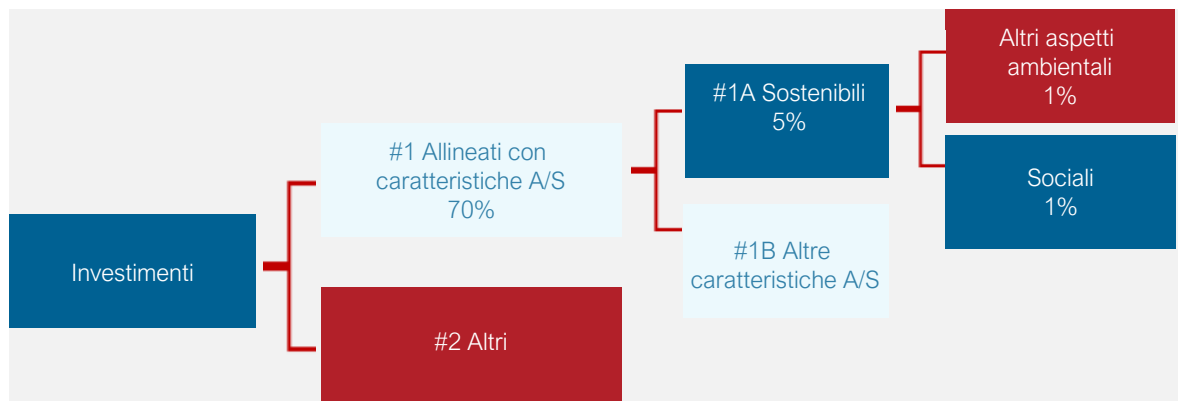 Investimenti
#1 Allineati con
caratteristiche A/S
70%
#2 Altri
#1A Sostenibili
5%
#1B Altre
caratteristiche A/S
Altri aspetti
ambientali
1%
Sociali
1%